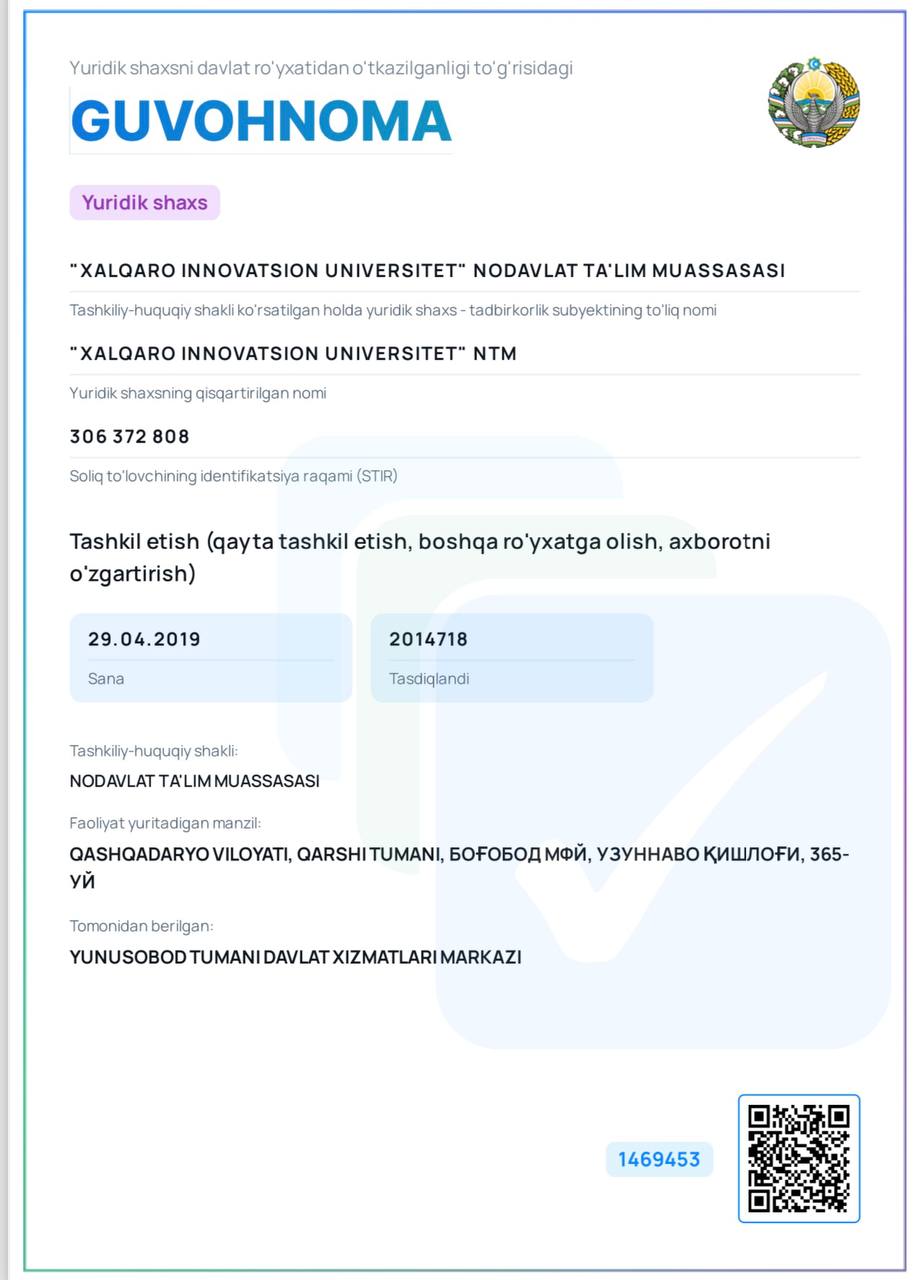 Yuridik shaxsni davlat ro'yxatidan o'tkazilganligi to'g'risidagi
GUVOHNOMA
Yuridik shaxs
"XALQARO INNOVATSION UNIVERSITET" NODAVLAT TA'LIM MUASSASASI
Tashkiliy-huquqiy shakli ko'rsatilgan holda yuridik shaxs - tadbirkorlik subyektining to'liq nomi
"XALQARO INNOVATSION UNIVERSITET" NTM
Yuridik shaxsning qisqartirilgan nomi
306 372 808
Soliq to'lovchining identifikatsiya raqami (STIR)
Tashkil etish (qayta tashkil etish, boshqa ro'yxatga olish, axborotni
o'zgartirish)
29.04.2019
Sana
2014718
Tasdiqlandi
Tashkiliy-huquqiy shakli:
NODAVLAT TA'LIM MUASSASASI
Faoliyat yuritadigan manzil:
QASHQADARYO VILOYATI, QARSHI TUMANI, БОҒОБОД МФЙ, УЗУННАВО ҚИШЛОҒИ, 365-
УЙ
Tomonidan berilgan:
YUNUSOBOD TUMANI DAVLAT XIZMATLARI MARKAZI
1469453